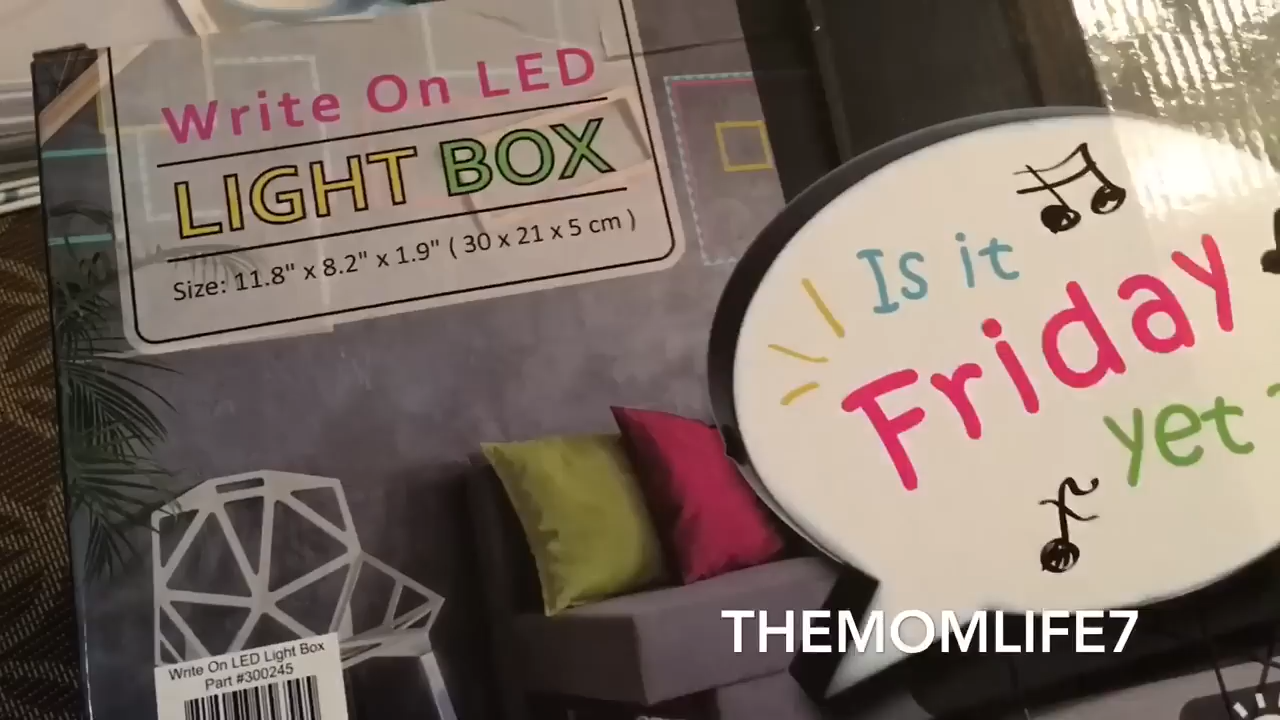 Write On LED
LIGHT BOX
Size: 11.8" x 8.2" x 1.9" ( 30 x 21 x 5 cm )
Is it
Friday
yet
THEMOMLIFE7
Write On LED Light Box
Part #300245